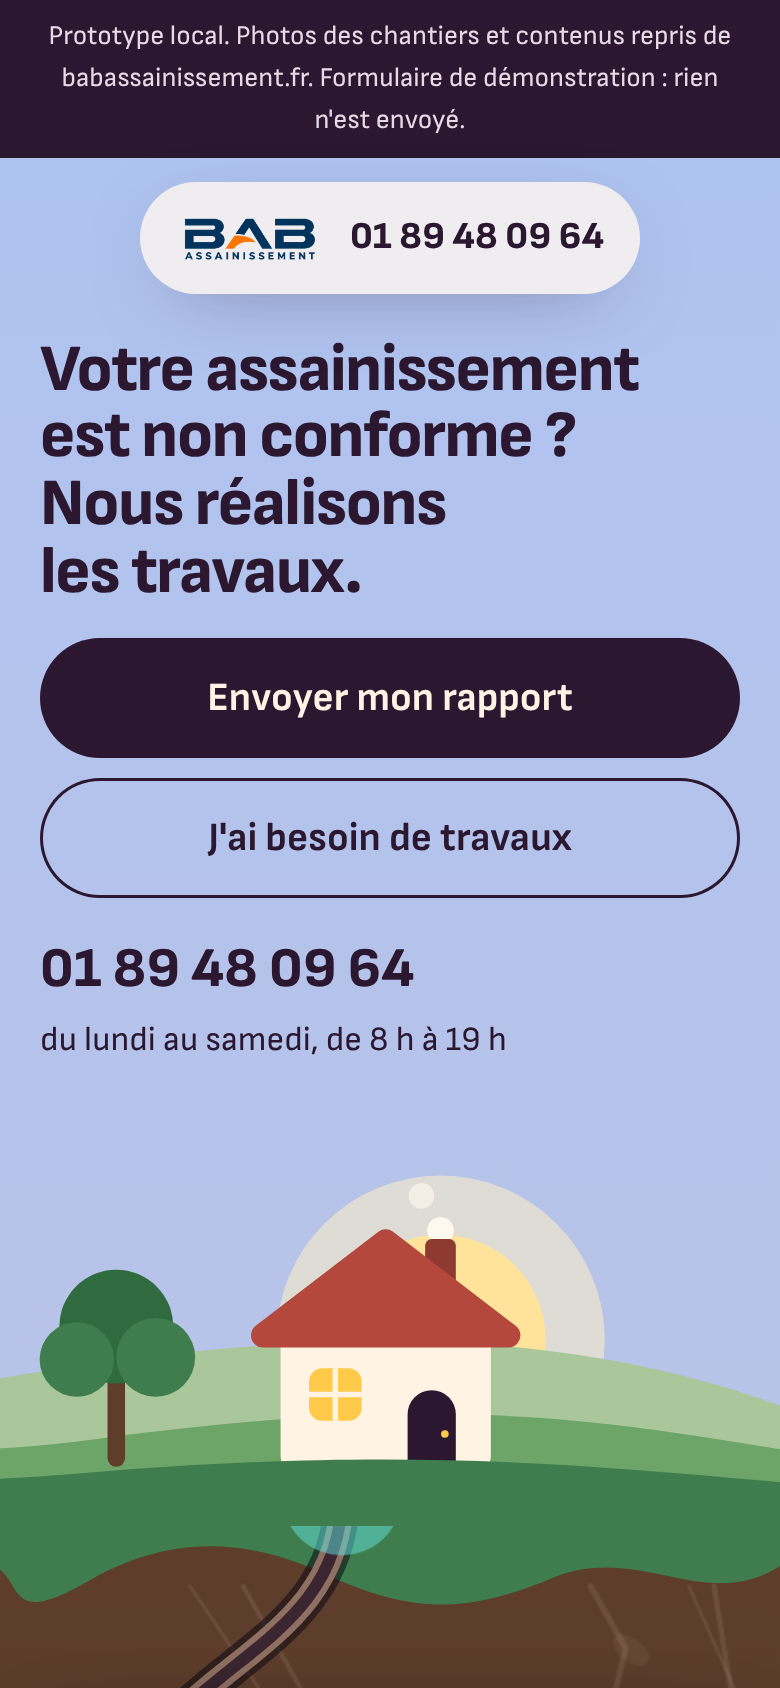 Prototype local. Photos des chantiers et contenus repris de
babassainissement.fr. Formulaire de démonstration : rien
n'est envoyé.
BAB
ASSAINISSEMENT
01 89 48 09 64
Votre assainissement
est non conforme ?
Nous réalisons
les travaux.
Envoyer mon rapport
J'ai besoin de travaux
01 89 48 09 64
du lundi au samedi, de 8 h à 19 h